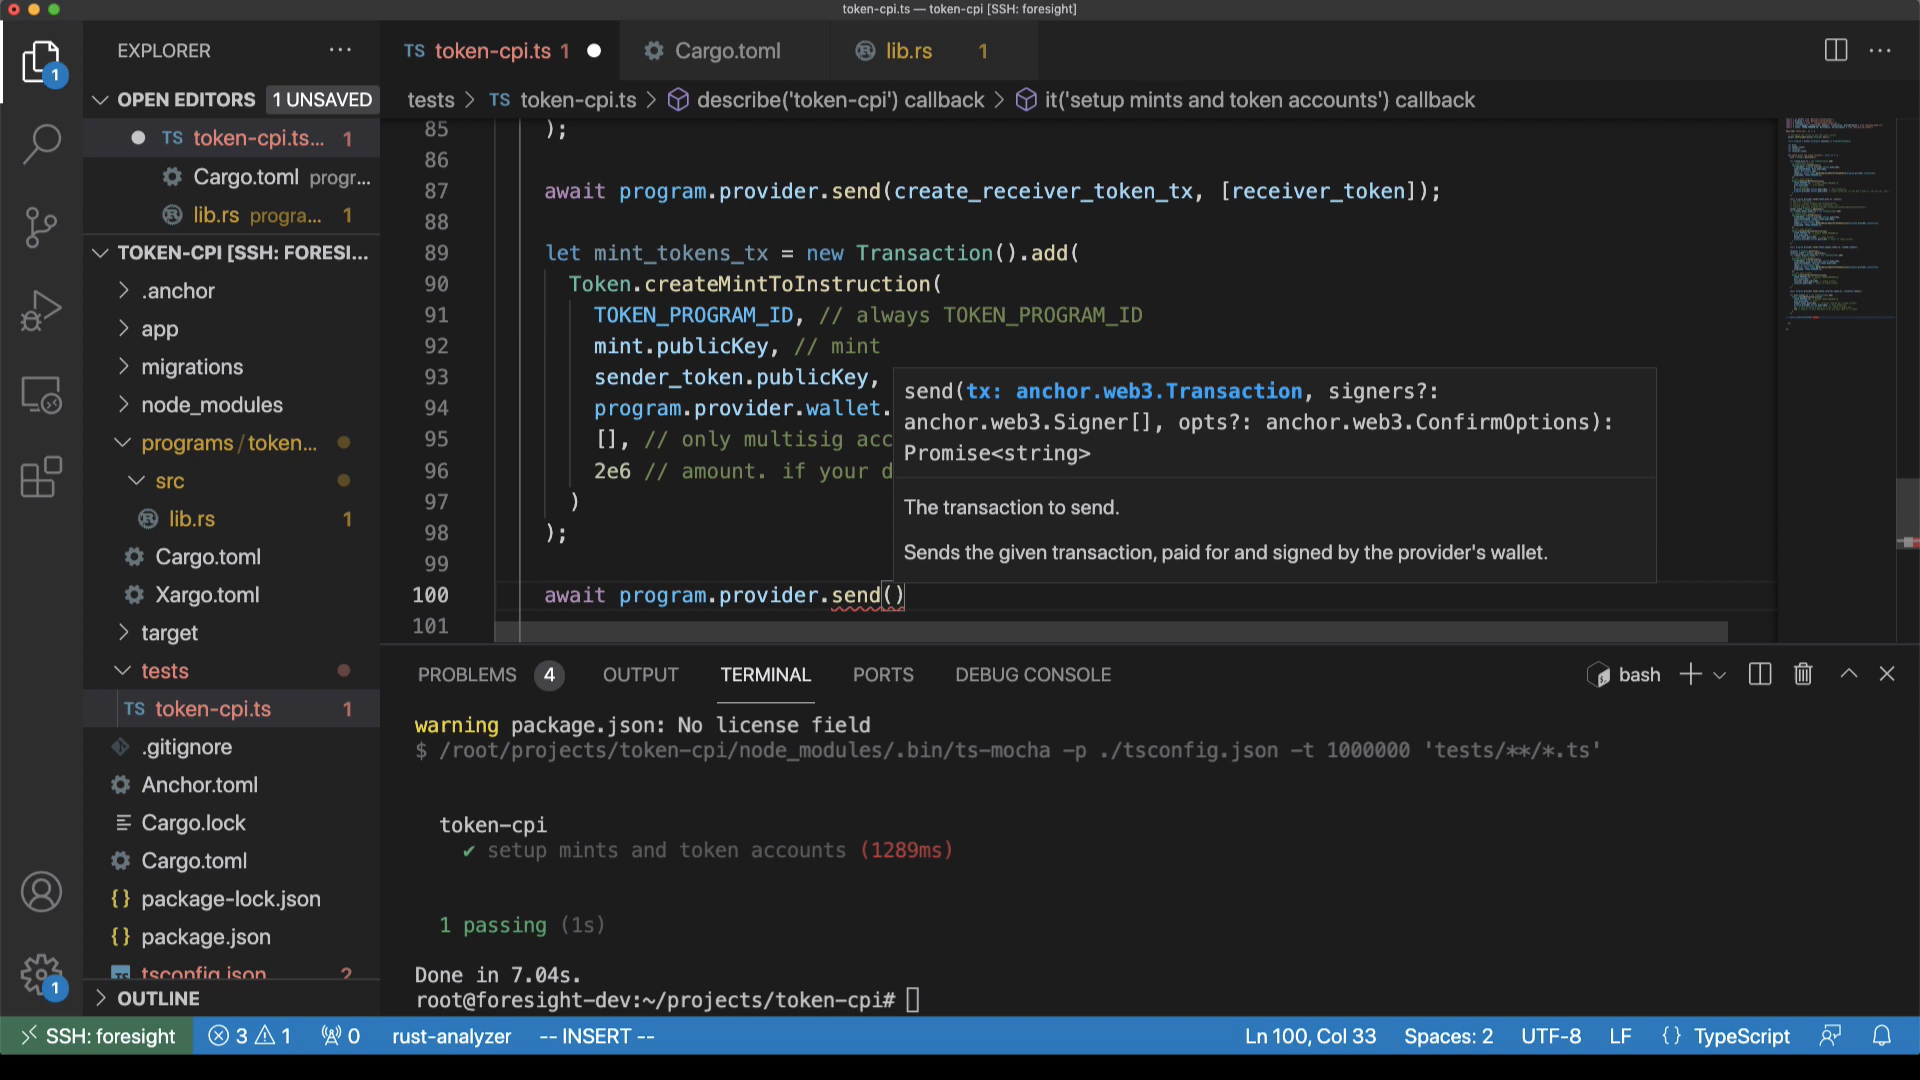 token-cpi.ts — token-cpi [SSH: foresight]
EXPLORER
TS token-cpi.ts 1
Cargo.toml
lib.rs 1
OPEN EDITORS 1 UNSAVED
TS token-cpi.ts... 1
Cargo.toml progr...
lib.rs progra... 1
TOKEN-CPI [SSH: FORESI...
.anchor
app
migrations
node_modules
programs / token...
src
lib.rs 1
Cargo.toml
Xargo.toml
target
tests
TS token-cpi.ts 1
.gitignore
Anchor.toml
Cargo.lock
Cargo.toml
{} package-lock.json
{} package.json
TS tsconfig.json 2
OUTLINE
1
1
tests > TS token-cpi.ts > describe('token-cpi') callback > it('setup mints and token accounts') callback
85 );
86
87 await program.provider.send(create_receiver_token_tx, [receiver_token]);
88
89 let mint_tokens_tx = new Transaction().add(
90 Token.createMintToInstruction(
91 TOKEN_PROGRAM_ID, // always TOKEN_PROGRAM_ID
92 mint.publicKey, // mint
93 sender_token.publicKey,
94 program.provider.wallet.
95 [], // only multisig acc
96 2e6 // amount. if your d
97 )
98 );
99
100 await program.provider.send()
101
send(tx: anchor.web3.Transaction, signers?:
anchor.web3.Signer[], opts?: anchor.web3.ConfirmOptions):
Promise<string>
The transaction to send.
Sends the given transaction, paid for and signed by the provider's wallet.
PROBLEMS 4 OUTPUT TERMINAL PORTS DEBUG CONSOLE bash
warning package.json: No license field
$ /root/projects/token-cpi/node_modules/.bin/ts-mocha -p ./tsconfig.json -t 1000000 'tests/**/*.ts'
token-cpi
✔ setup mints and token accounts (1289ms)
1 passing (1s)
Done in 7.04s.
root@foresight-dev:~/projects/token-cpi#
SSH: foresight 3 1 0 rust-analyzer -- INSERT -- Ln 100, Col 33 Spaces: 2 UTF-8 LF {} TypeScript